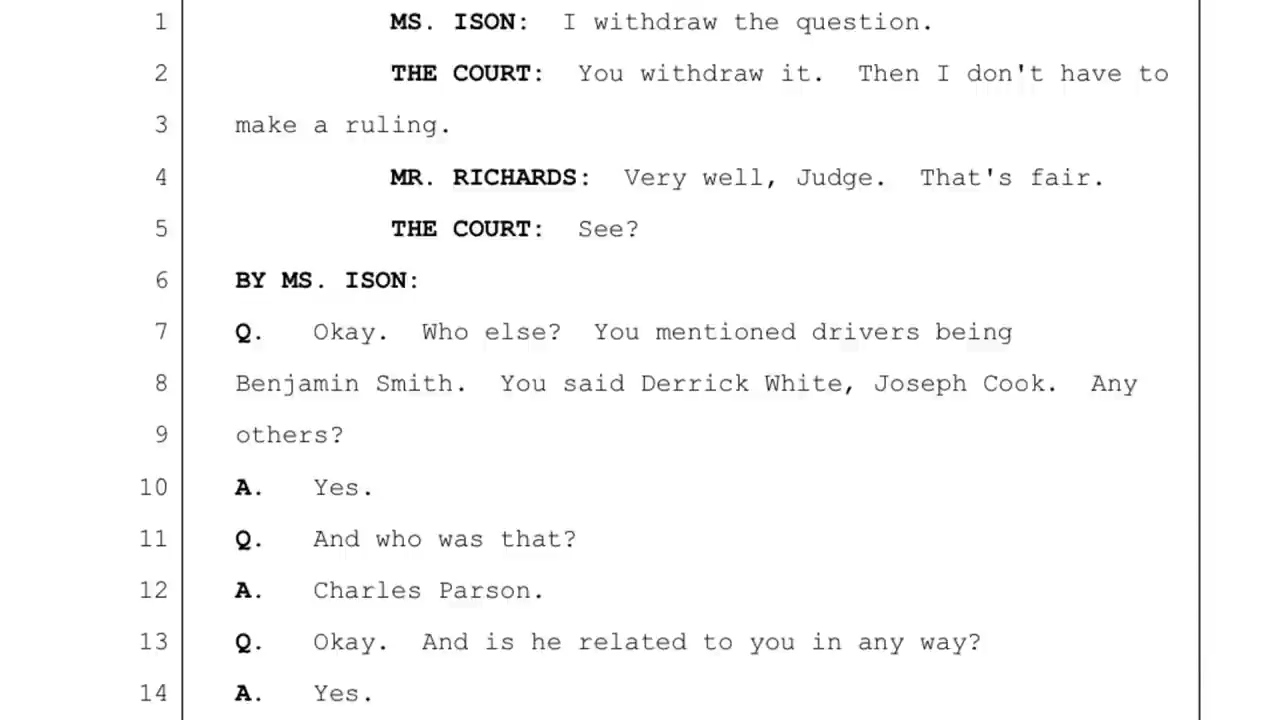 1 MS. ISON: I withdraw the question.
2 THE COURT: You withdraw it. Then I don't have to
3 make a ruling.
4 MR. RICHARDS: Very well, Judge. That's fair.
5 THE COURT: See?
6 BY MS. ISON:
7 Q. Okay. Who else? You mentioned drivers being
8 Benjamin Smith. You said Derrick White, Joseph Cook. Any
9 others?
10 A. Yes.
11 Q. And who was that?
12 A. Charles Parson.
13 Q. Okay. And is he related to you in any way?
14 A. Yes.